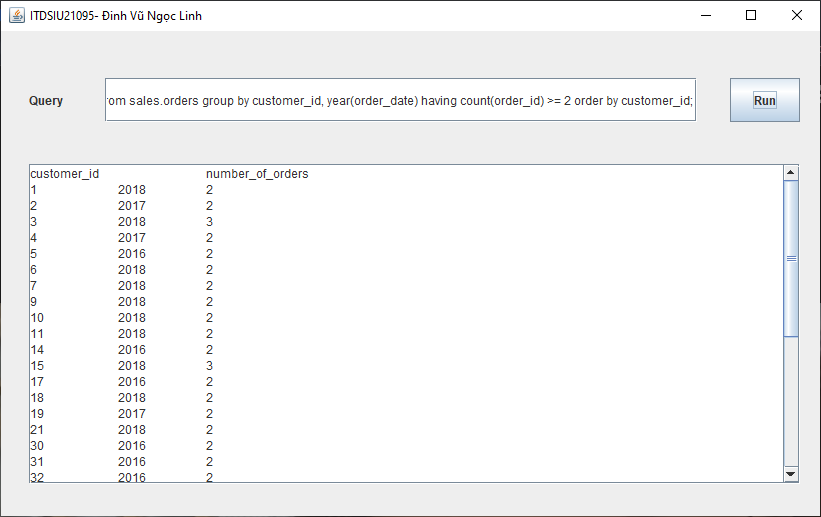 ITDSIU21095- Đinh Vũ Ngọc Linh
Query
om sales.orders group by customer_id, year(order_date) having count(order_id) >= 2 order by customer_id;
Run
customer_id number_of_orders
1 2018 2
2 2017 2
3 2018 3
4 2017 2
5 2016 2
6 2018 2
7 2018 2
9 2018 2
10 2018 2
11 2018 2
14 2016 2
15 2018 3
17 2016 2
18 2018 2
19 2017 2
21 2018 2
30 2016 2
31 2016 2
32 2016 2